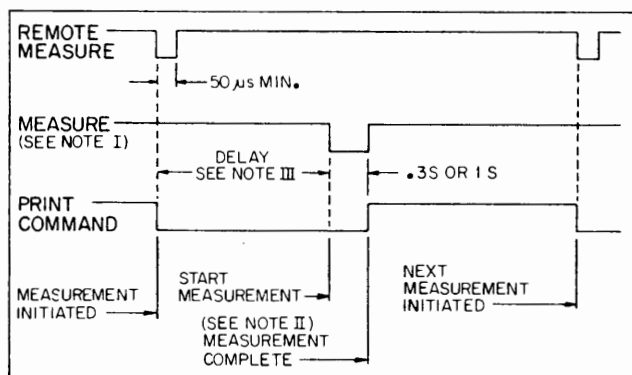 REMOTE
MEASURE
50 µs MIN.
MEASURE
(SEE NOTE I)
DELAY
SEE NOTE III
.3S OR 1S
PRINT
COMMAND
MEASUREMENT
INITIATED
START
MEASUREMENT
(SEE NOTE II)
MEASUREMENT
COMPLETE
NEXT
MEASUREMENT
INITIATED